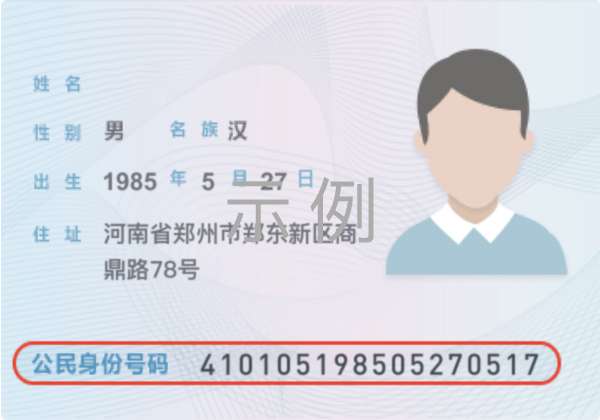 姓 名
性 别 男 名 族 汉
出 生 1985 年 5 月 27 日
示例
住 址 河南省郑州市郑东新区商
鼎路78号
公民身份号码 410105198505270517